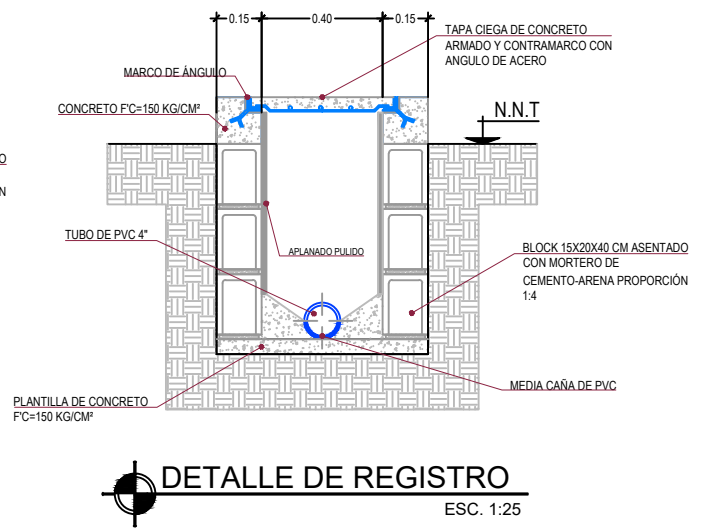 0.15
0.40
0.15
TAPA CIEGA DE CONCRETO
ARMADO Y CONTRAMARCO CON
ANGULO DE ACERO
MARCO DE ÁNGULO
CONCRETO F'C=150 KG/CM²
N.N.T
O
N
TUBO DE PVC 4"
APLANADO PULIDO
BLOCK 15X20X40 CM ASENTADO
CON MORTERO DE
CEMENTO-ARENA PROPORCIÓN
1:4
MEDIA CAÑA DE PVC
PLANTILLA DE CONCRETO
F'C=150 KG/CM²
DETALLE DE REGISTRO
ESC. 1:25